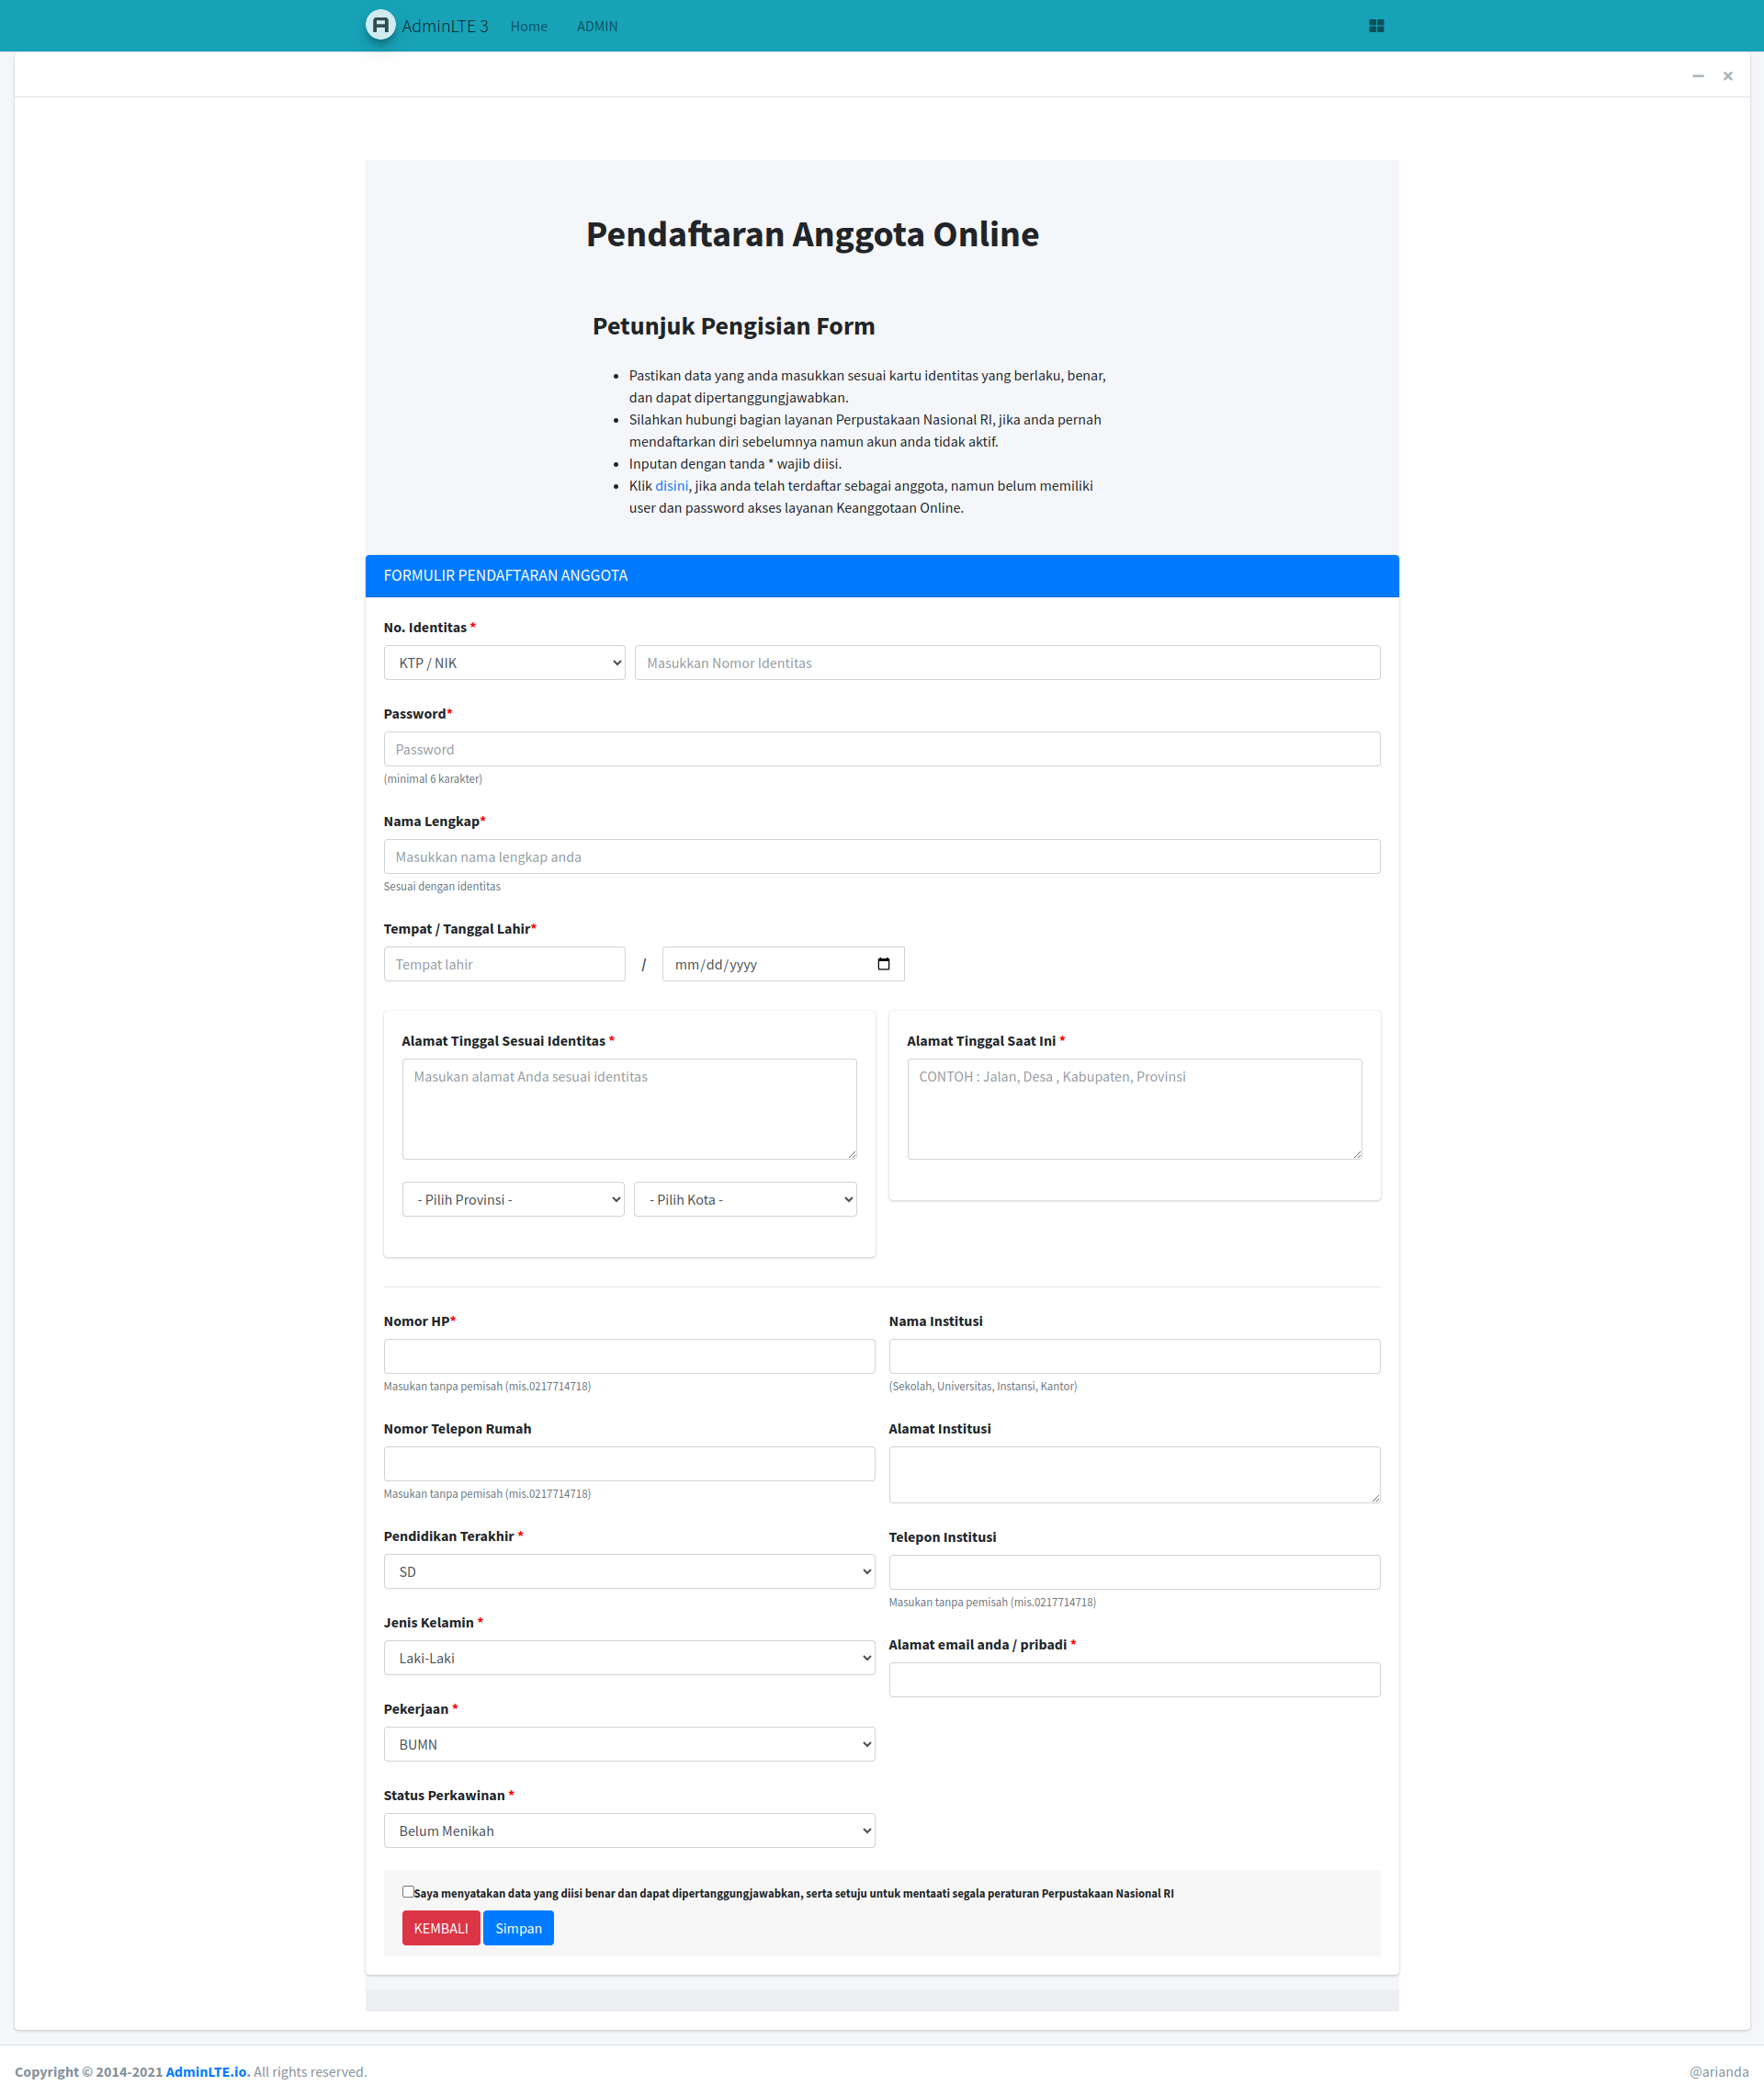 AdminLTE 3 Home ADMIN
Pendaftaran Anggota Online
Petunjuk Pengisian Form
• Pastikan data yang anda masukkan sesuai kartu identitas yang berlaku, benar,
dan dapat dipertanggungjawabkan.
• Silahkan hubungi bagian layanan Perpustakaan Nasional RI, jika anda pernah
mendaftarkan diri sebelumnya namun akun anda tidak aktif.
• Inputan dengan tanda * wajib diisi.
• Klik disini, jika anda telah terdaftar sebagai anggota, namun belum memiliki
user dan password akses layanan Keanggotaan Online.
FORMULIR PENDAFTARAN ANGGOTA
No. Identitas *
KTP / NIK Masukkan Nomor Identitas
Password*
Password
(minimal 6 karakter)
Nama Lengkap*
Masukkan nama lengkap anda
Sesuai dengan identitas
Tempat / Tanggal Lahir*
Tempat lahir / mm/dd/yyyy
Alamat Tinggal Sesuai Identitas *
Masukan alamat Anda sesuai identitas
- Pilih Provinsi - - Pilih Kota -
Alamat Tinggal Saat Ini *
CONTOH : Jalan, Desa , Kabupaten, Provinsi
Nomor HP*
Masukan tanpa pemisah (mis.0217714718)
Nomor Telepon Rumah
Masukan tanpa pemisah (mis.0217714718)
Pendidikan Terakhir *
SD
Jenis Kelamin *
Laki-Laki
Pekerjaan *
BUMN
Status Perkawinan *
Belum Menikah
Nama Institusi
(Sekolah, Universitas, Instansi, Kantor)
Alamat Institusi
Telepon Institusi
Masukan tanpa pemisah (mis.0217714718)
Alamat email anda / pribadi *
Saya menyatakan data yang diisi benar dan dapat dipertanggungjawabkan, serta setuju untuk mentaati segala peraturan Perpustakaan Nasional RI
KEMBALI Simpan
Copyright © 2014-2021 AdminLTE.io. All rights reserved. @arianda